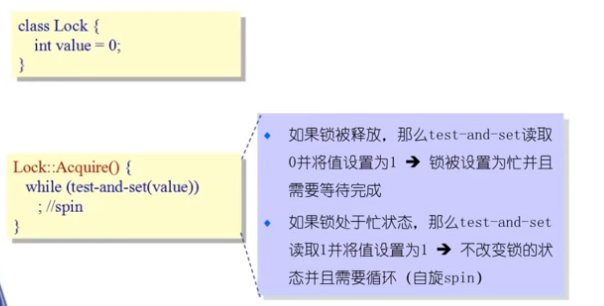 class Lock {
int value = 0;
}
Lock::Acquire() {
while (test-and-set(value))
; //spin
}
如果锁被释放，那么test-and-set读取
0并将值设置为1 ➔ 锁被设置为忙并且
需要等待完成
如果锁处于忙状态，那么test-and-set
读取1并将值设置为1 ➔ 不改变锁的状
态并且需要循环（自旋spin）